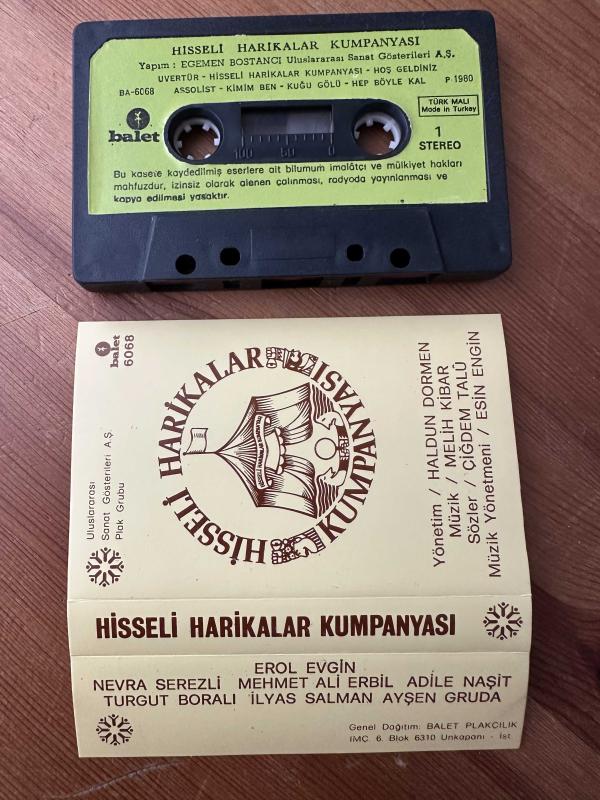 HİSSELİ HARİKALAR KUMPANYASI
Yapım : EGEMEN BOSTANCI Uluslararası Sanat Gösterileri A.Ş.
UVERTÜR - HİSSELİ HARİKALAR KUMPANYASI - HOŞ GELDİNİZ
BA-6068 ASSOLİST - KİMİM BEN - KUĞU GÖLÜ - HEP BÖYLE KAL P 1980
TÜRK MALI
Made in Turkey
balet
1
STEREO
100 50 0
Bu kasete kaydedilmiş eserlere ait bilumum imalâtçı ve mülkiyet hakları
mahfuzdur, izinsiz olarak alenen çalınması, radyoda yayınlanması ve
kopya edilmesi yasaktır.
balet
6068
HİSSELİ HARİKALAR KUMPANYASI
Uluslararası
Sanat Gösterileri A.Ş.
Plak Grubu
Yönetim / HALDUN DORMEN
Müzik / MELİH KİBAR
Sözler / ÇİĞDEM TALÜ
Müzik Yönetmeni / ESİN ENGİN
HİSSELİ HARİKALAR KUMPANYASI
EROL EVGİN
NEVRA SEREZLİ MEHMET ALİ ERBİL ADİLE NAŞİT
TURGUT BORALI İLYAS SALMAN AYŞEN GRUDA
Genel Dağıtım: BALET PLAKÇILIK
İMÇ. 6. Blok 6310 Unkapanı - İst.